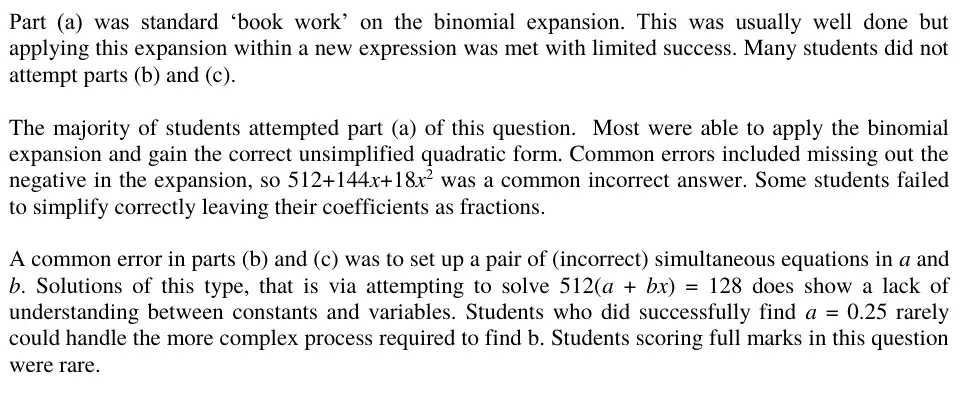 Part (a) was standard ‘book work’ on the binomial expansion. This was usually well done but
applying this expansion within a new expression was met with limited success. Many students did not
attempt parts (b) and (c).
The majority of students attempted part (a) of this question.  Most were able to apply the binomial
expansion and gain the correct unsimplified quadratic form. Common errors included missing out the
negative in the expansion, so 512+144x+18x² was a common incorrect answer. Some students failed
to simplify correctly leaving their coefficients as fractions.
A common error in parts (b) and (c) was to set up a pair of (incorrect) simultaneous equations in a and
b. Solutions of this type, that is via attempting to solve 512(a + bx) = 128 does show a lack of
understanding between constants and variables. Students who did successfully find a = 0.25 rarely
could handle the more complex process required to find b. Students scoring full marks in this question
were rare.